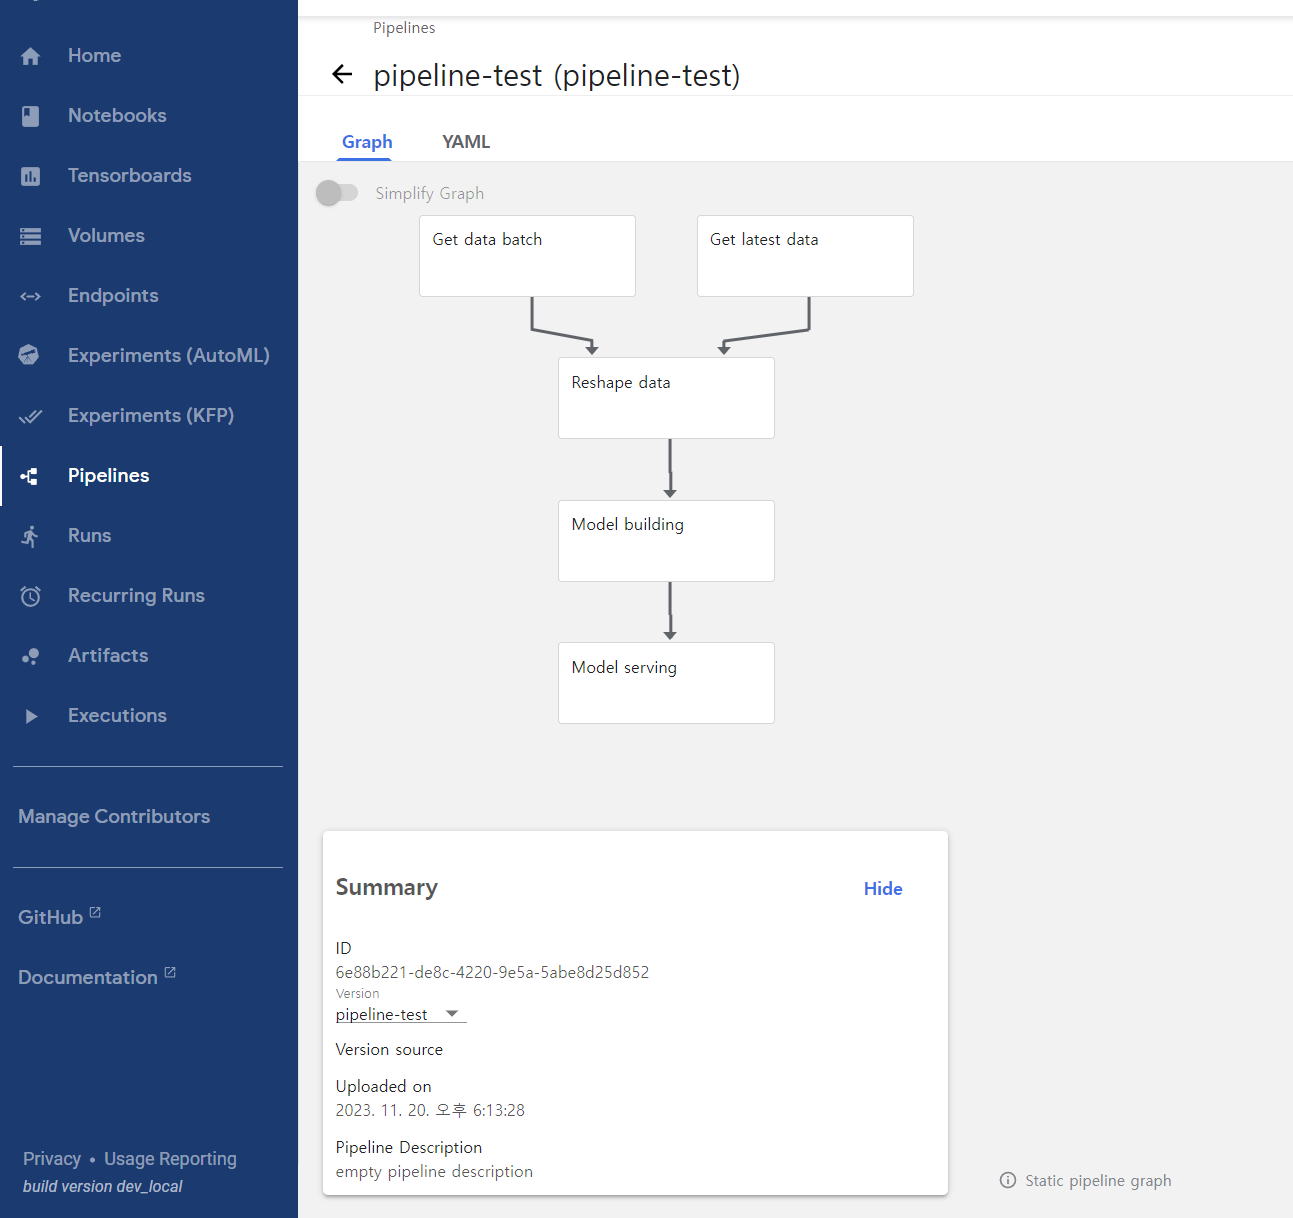 Home
Notebooks
Tensorboards
Volumes
Endpoints
Experiments (AutoML)
Experiments (KFP)
Pipelines
Runs
Recurring Runs
Artifacts
Executions
Manage Contributors
GitHub
Documentation
Privacy • Usage Reporting
build version dev_local
Pipelines
pipeline-test (pipeline-test)
Graph YAML
Simplify Graph
Get data batch
Get latest data
Reshape data
Model building
Model serving
Summary
Hide
ID
6e88b221-de8c-4220-9e5a-5abe8d25d852
Version
pipeline-test
Version source
Uploaded on
2023. 11. 20. 오후 6:13:28
Pipeline Description
empty pipeline description
Static pipeline graph